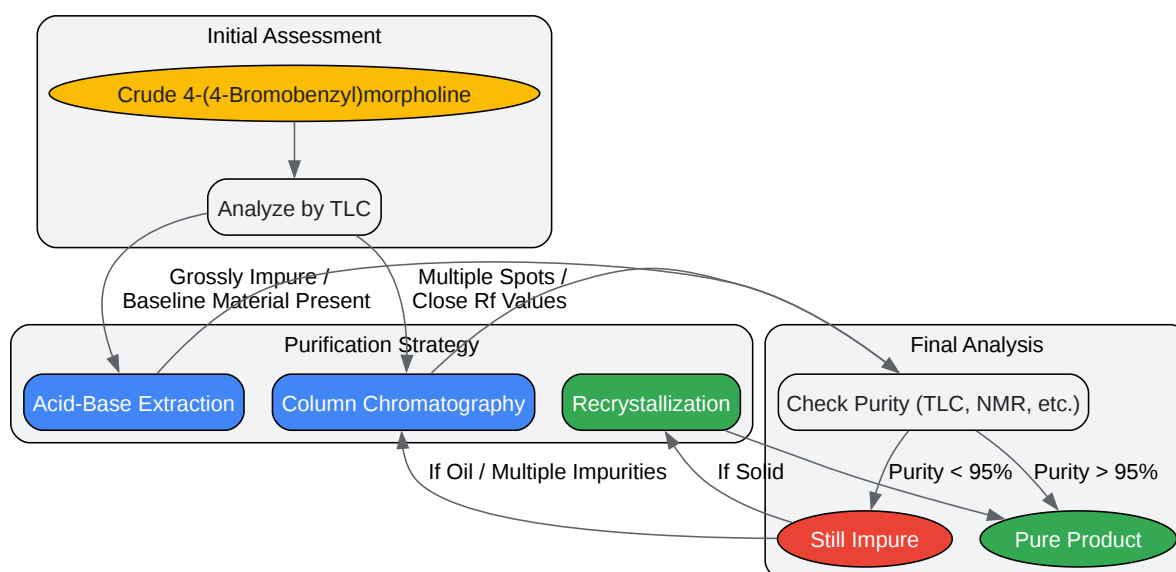 Initial Assessment
Crude 4-(4-Bromobenzyl)morpholine
Analyze by TLC
Grossly Impure /
Baseline Material Present
Multiple Spots /
Close Rf Values
Purification Strategy
Acid-Base Extraction
Column Chromatography
Recrystallization
Final Analysis
Check Purity (TLC, NMR, etc.)
If Oil / Multiple Impurities
If Solid
Purity < 95%
Purity > 95%
Still Impure
Pure Product